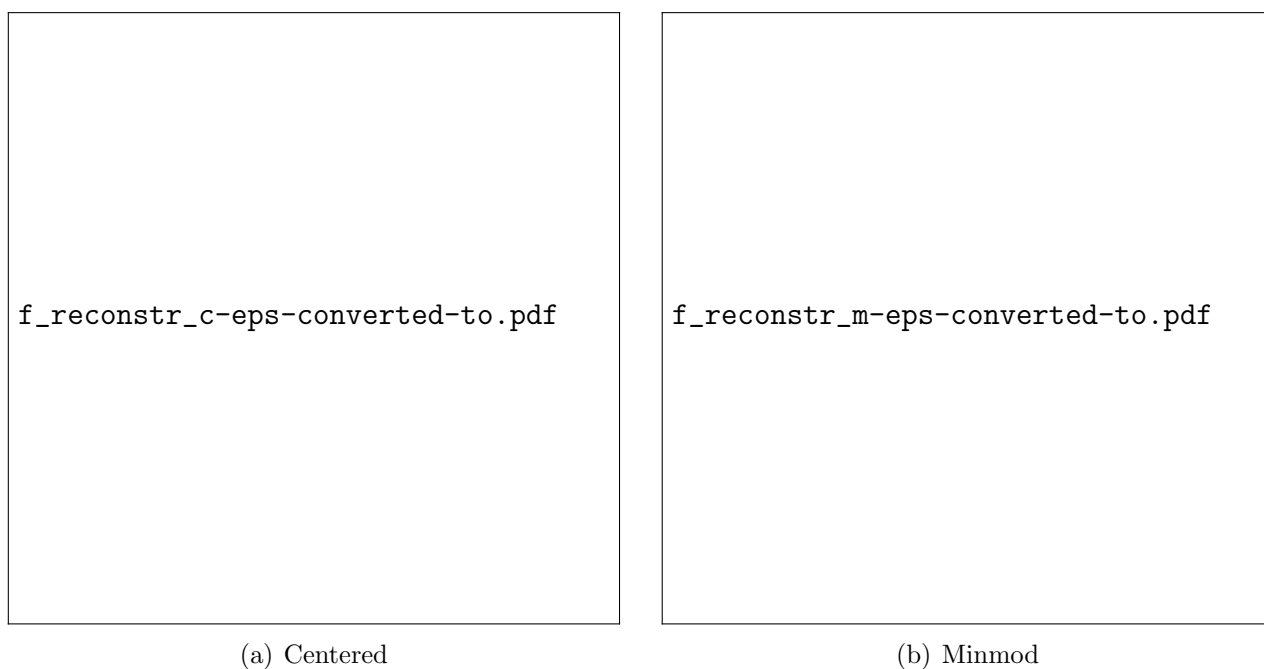 f_reconstr_c-eps-converted-to.pdf
f_reconstr_m-eps-converted-to.pdf
(a) Centered
(b) Minmod